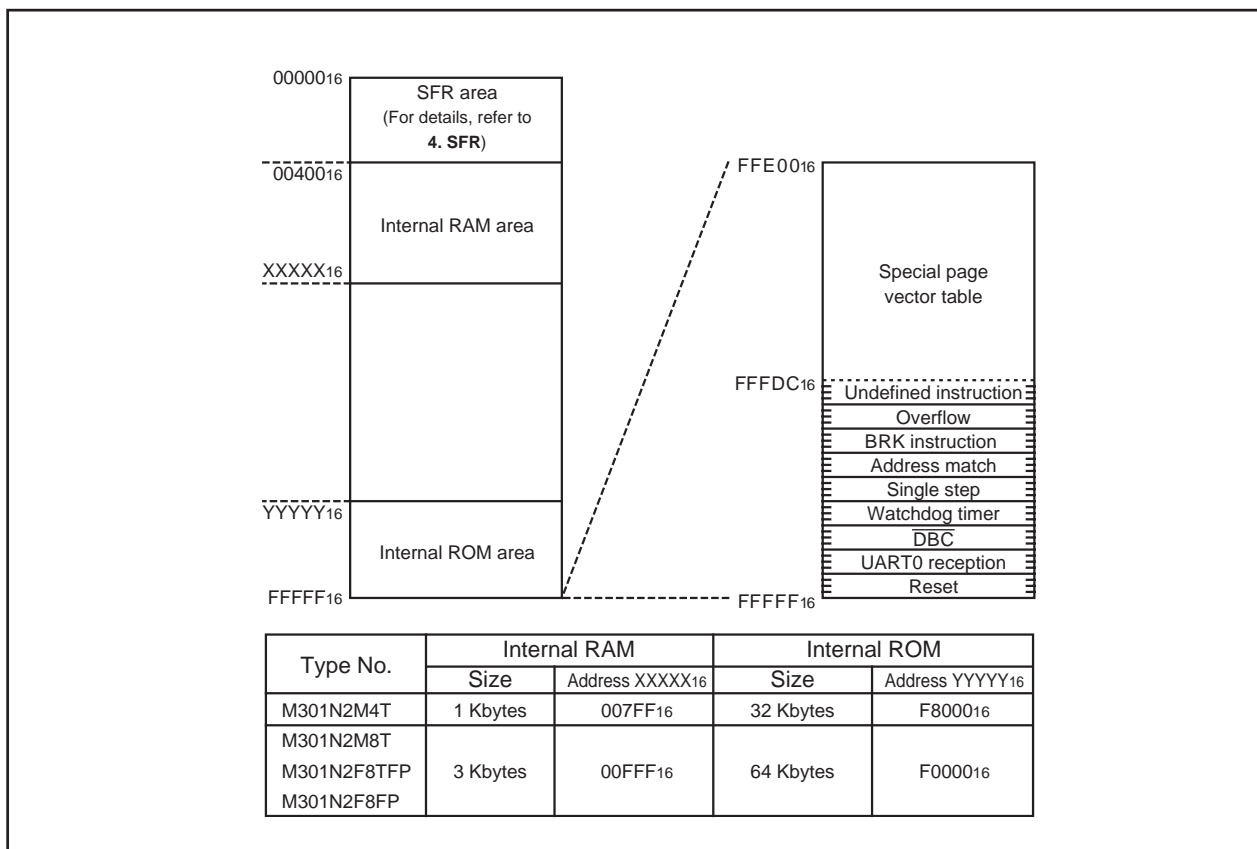 0000016
SFR area
(For details, refer to
4. SFR)
0040016
Internal RAM area
XXXXX16
YYYYY16
Internal ROM area
FFFFF16
FFE0016
Special page
vector table
FFFDC16
Undefined instruction
Overflow
BRK instruction
Address match
Single step
Watchdog timer
DBC
UART0 reception
Reset
FFFFF16
Type No. Internal RAM Internal ROM
Size Address XXXXX16 Size Address YYYYY16
M301N2M4T 1 Kbytes 007FF16 32 Kbytes F800016
M301N2M8T
M301N2F8TFP 3 Kbytes 00FFF16 64 Kbytes F000016
M301N2F8FP